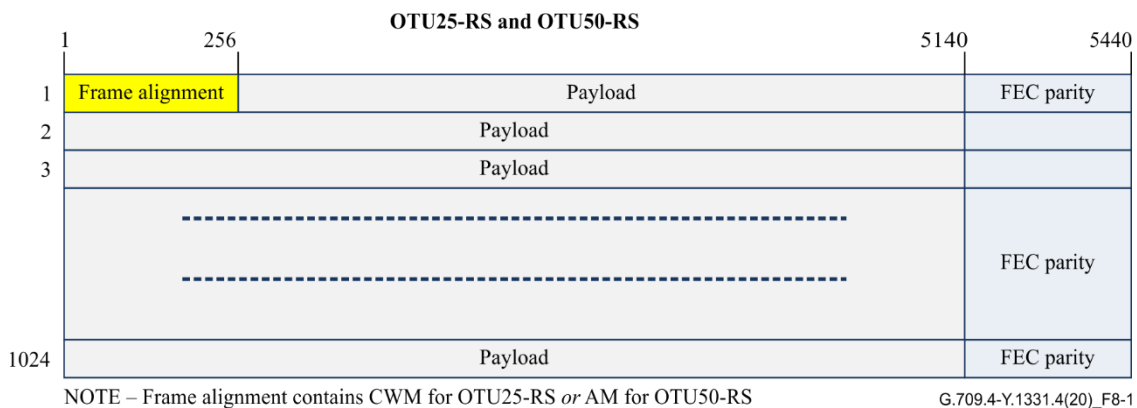 OTU25-RS and OTU50-RS
1 256 5140 5440
1 Frame alignment Payload FEC parity
2 Payload
3 Payload
FEC parity
1024 Payload FEC parity
NOTE – Frame alignment contains CWM for OTU25-RS or AM for OTU50-RS
G.709.4-Y.1331.4(20)_F8-1